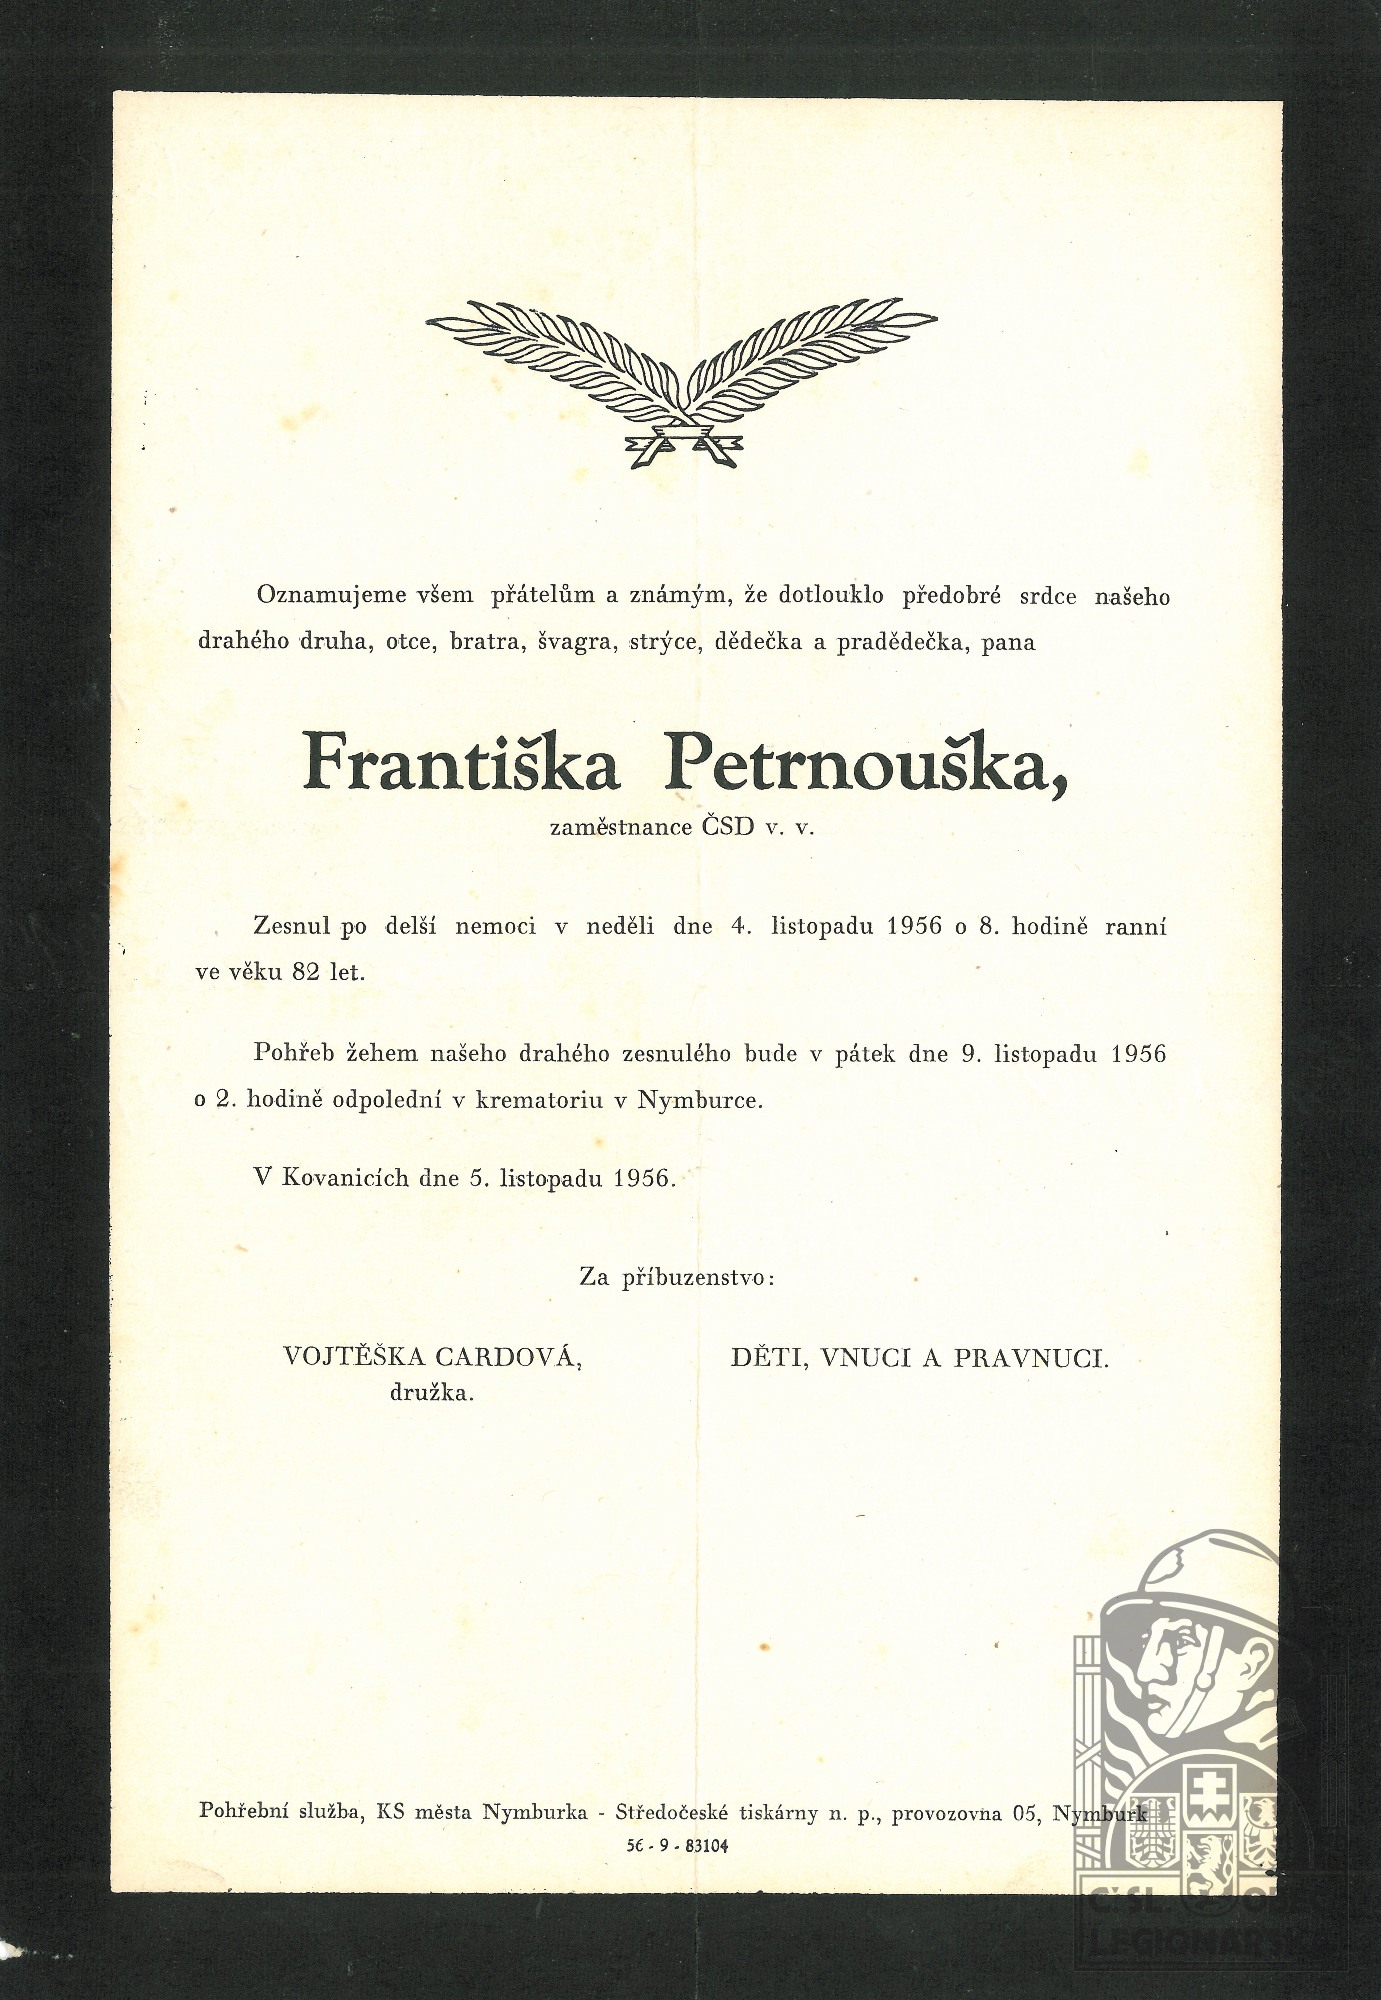 Oznamujeme všem přátelům a známým, že dotlouklo předobré srdce našeho
drahého druha, otce, bratra, švagra, strýce, dědečka a pradědečka, pana
Františka Petrnouška,
zaměstnance ČSD v. v.
Zesnul po delší nemoci v neděli dne 4. listopadu 1956 o 8. hodině ranní
ve věku 82 let.
Pohřeb žehem našeho drahého zesnulého bude v pátek dne 9. listopadu 1956
o 2. hodině odpolední v krematoriu v Nymburce.
V Kovanicích dne 5. listopadu 1956.
Za příbuzenstvo:
VOJTĚŠKA CARDOVÁ,
družka.
DĚTI, VNUCI A PRAVNUCI.
Pohřební služba, KS města Nymburka - Středočeské tiskárny n. p., provozovna 05, Nymburk
56 - 9 - 83104
ČSL. OBEC
LEGIONÁŘSKÁ